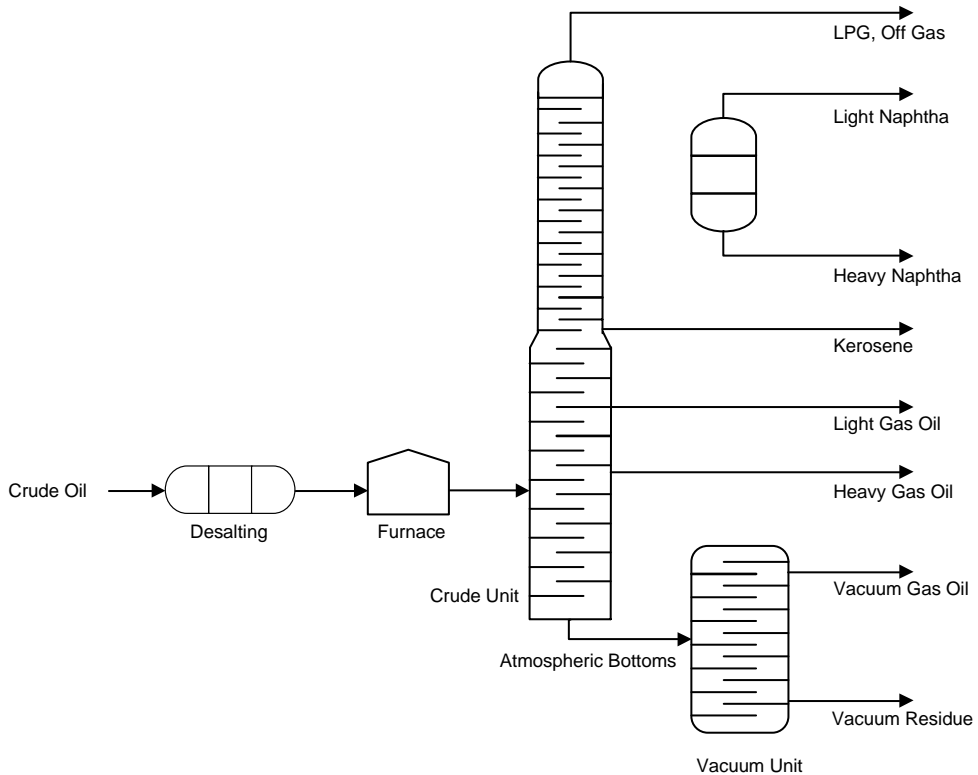 LPG, Off Gas
Light Naphtha
Heavy Naphtha
Kerosene
Light Gas Oil
Heavy Gas Oil
Crude Oil
Desalting
Furnace
Crude Unit
Vacuum Gas Oil
Atmospheric Bottoms
Vacuum Residue
Vacuum Unit